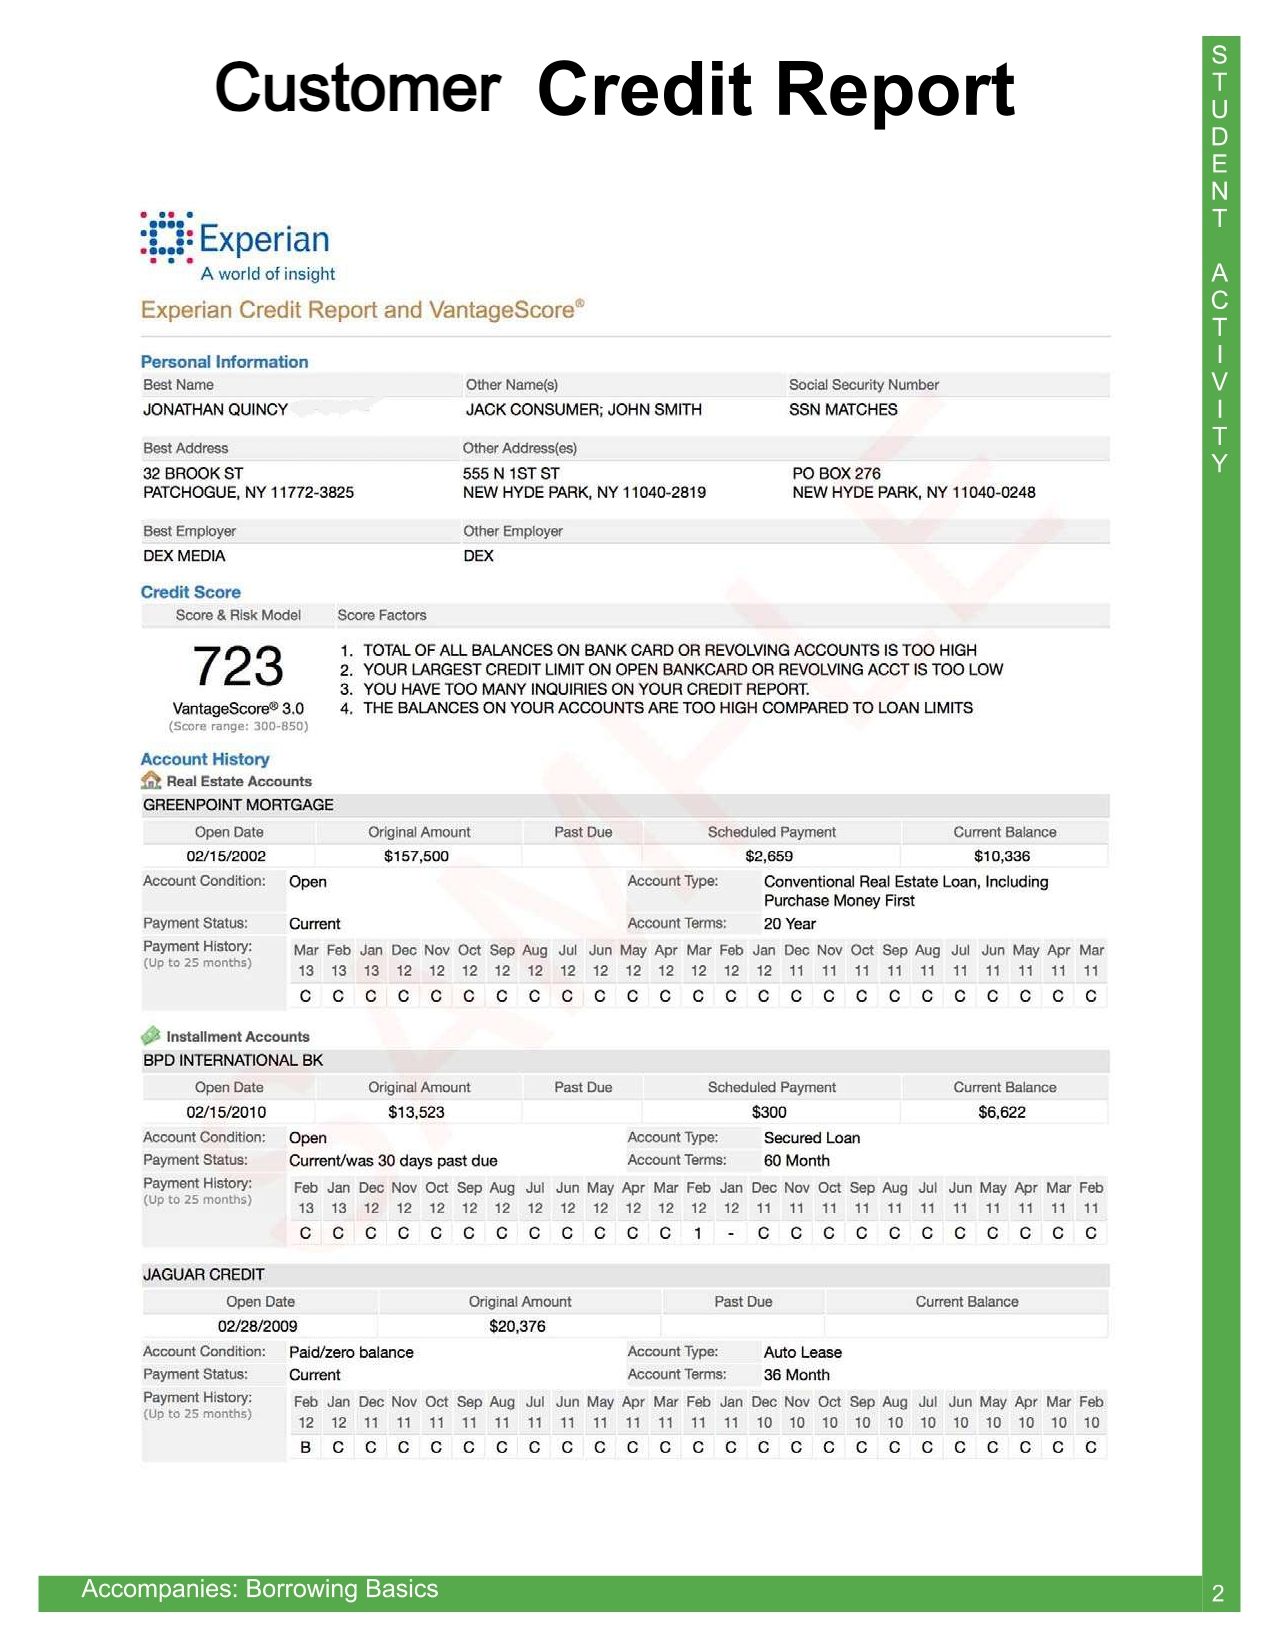 Customer Credit Report
STUDENT ACTIVITY
Experian
A world of insight
Experian Credit Report and VantageScore®
Personal Information
Best Name Other Name(s) Social Security Number
JONATHAN QUINCY JACK CONSUMER; JOHN SMITH SSN MATCHES
Best Address Other Address(es)
32 BROOK ST 555 N 1ST ST PO BOX 276
PATCHOGUE, NY 11772-3825 NEW HYDE PARK, NY 11040-2819 NEW HYDE PARK, NY 11040-0248
Best Employer Other Employer
DEX MEDIA DEX
Credit Score
Score & Risk Model Score Factors
723
VantageScore® 3.0
(Score range: 300-850)
1. TOTAL OF ALL BALANCES ON BANK CARD OR REVOLVING ACCOUNTS IS TOO HIGH
2. YOUR LARGEST CREDIT LIMIT ON OPEN BANKCARD OR REVOLVING ACCT IS TOO LOW
3. YOU HAVE TOO MANY INQUIRIES ON YOUR CREDIT REPORT.
4. THE BALANCES ON YOUR ACCOUNTS ARE TOO HIGH COMPARED TO LOAN LIMITS
Account History
Real Estate Accounts
GREENPOINT MORTGAGE
Open Date Original Amount Past Due Scheduled Payment Current Balance
02/15/2002 $157,500 $2,659 $10,336
Account Condition: Open Account Type: Conventional Real Estate Loan, Including
Purchase Money First
Payment Status: Current Account Terms: 20 Year
Payment History: Mar Feb Jan Dec Nov Oct Sep Aug Jul Jun May Apr Mar Feb Jan Dec Nov Oct Sep Aug Jul Jun May Apr Mar
(Up to 25 months) 13 13 13 12 12 12 12 12 12 12 12 12 12 12 12 11 11 11 11 11 11 11 11 11 11
C C C C C C C C C C C C C C C C C C C C C C C C C
Installment Accounts
BPD INTERNATIONAL BK
Open Date Original Amount Past Due Scheduled Payment Current Balance
02/15/2010 $13,523 $300 $6,622
Account Condition: Open Account Type: Secured Loan
Payment Status: Current/was 30 days past due Account Terms: 60 Month
Payment History: Feb Jan Dec Nov Oct Sep Aug Jul Jun May Apr Mar Feb Jan Dec Nov Oct Sep Aug Jul Jun May Apr Mar Feb
(Up to 25 months) 13 13 12 12 12 12 12 12 12 12 12 12 12 12 11 11 11 11 11 11 11 11 11 11 11
C C C C C C C C C C C C 1 - C C C C C C C C C C C
JAGUAR CREDIT
Open Date Original Amount Past Due Current Balance
02/28/2009 $20,376
Account Condition: Paid/zero balance Account Type: Auto Lease
Payment Status: Current Account Terms: 36 Month
Payment History: Feb Jan Dec Nov Oct Sep Aug Jul Jun May Apr Mar Feb Jan Dec Nov Oct Sep Aug Jul Jun May Apr Mar Feb
(Up to 25 months) 12 12 11 11 11 11 11 11 11 11 11 11 11 11 10 10 10 10 10 10 10 10 10 10 10
B C C C C C C C C C C C C C C C C C C C C C C C C
SAMPLE
Accompanies: Borrowing Basics 2